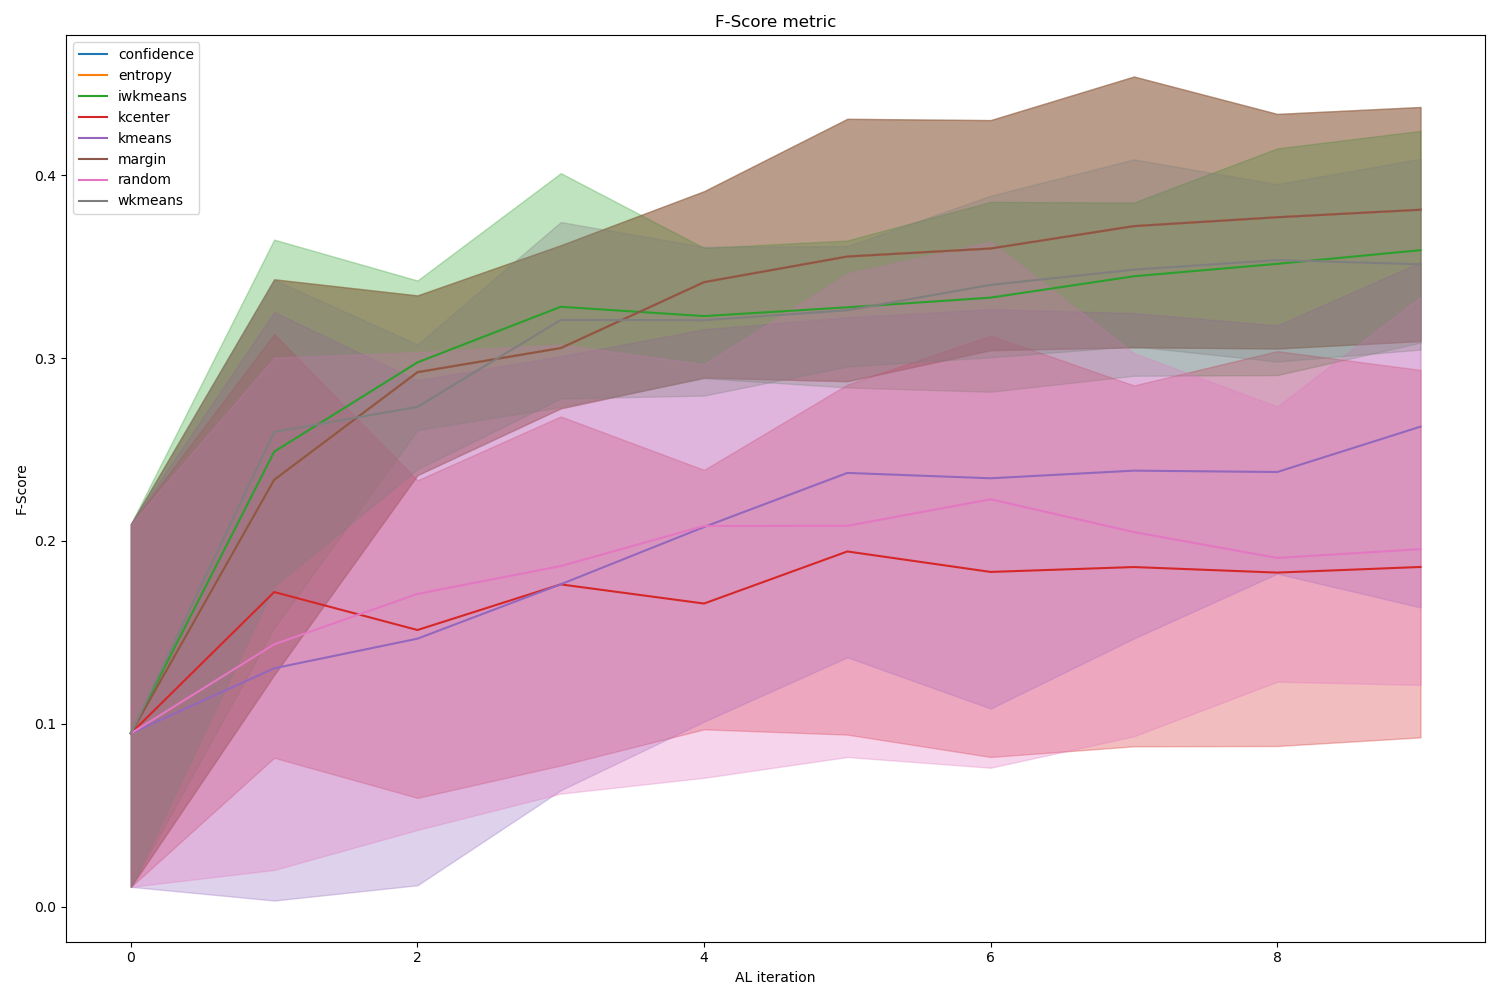 F-Score metric
confidence
entropy
iwkmeans
kcenter
kmeans
margin
random
wkmeans
0.4
0.3
0.2
0.1
0.0
F-Score
0 2 4 6 8
AL iteration